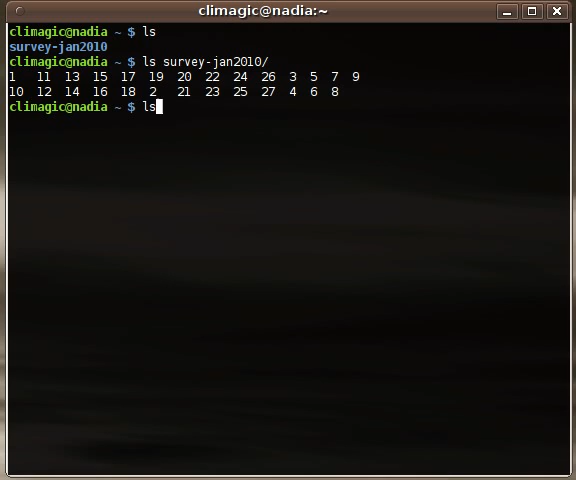 climagic@nadia:~
climagic@nadia ~ $ ls
survey-jan2010
climagic@nadia ~ $ ls survey-jan2010/
1   11  13  15  17  19  20  22  24  26  3  5  7  9
10  12  14  16  18  2   21  23  25  27  4  6  8
climagic@nadia ~ $ ls